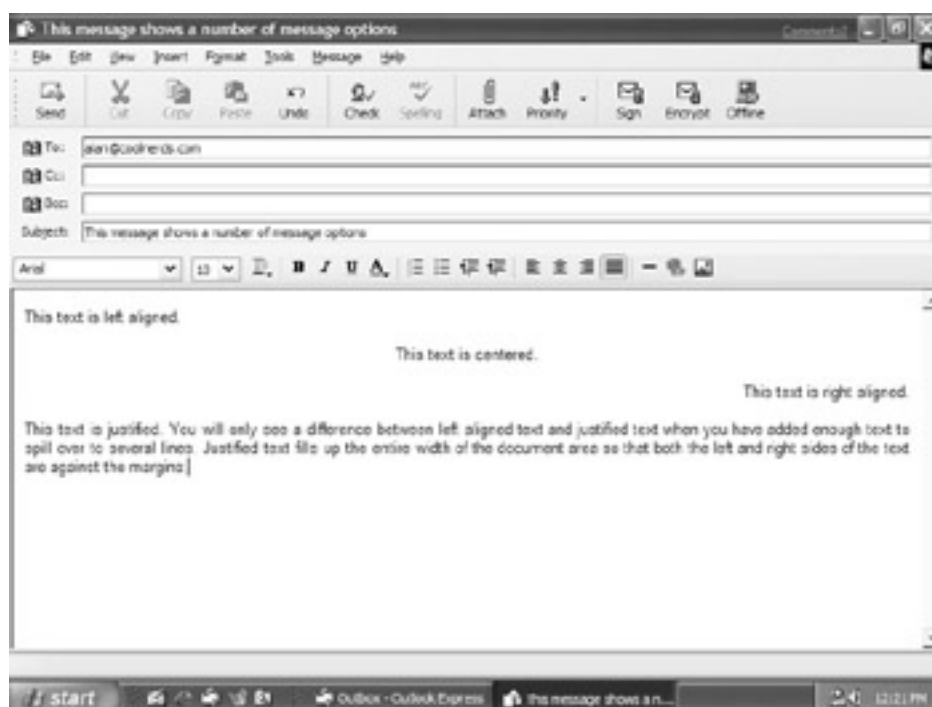 This message shows a number of message options
File Edit View Insert Format Tools Message Help
Send Cut Copy Paste Undo Check Spelling Attach Priority Sign Encrypt Offline
To: alan@coolnerds.com
Cc:
Bcc:
Subject: This message shows a number of message options
Arial 10
This text is left aligned.
This text is centered.
This text is right aligned.
This text is justified. You will only see a difference between left aligned text and justified text when you have added enough text to
spill over to several lines. Justified text fills up the entire width of the document area so that both the left and right sides of the text
are against the margins.
start Outbox - Outlook Express This message shows a n... 12:21 PM